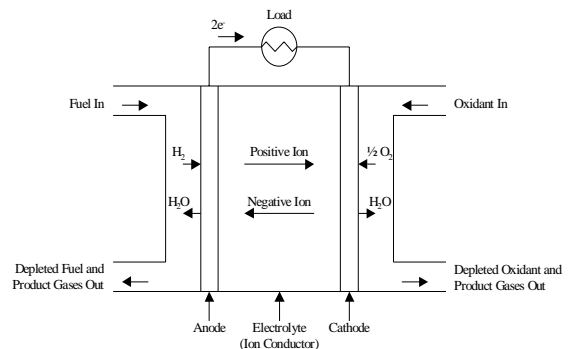 Load
2e-
Fuel In
Oxidant In
H2
Positive Ion
½ O2
H2O
Negative Ion
H2O
Depleted Fuel and
Product Gases Out
Depleted Oxidant and
Product Gases Out
Anode
Electrolyte
(Ion Conductor)
Cathode